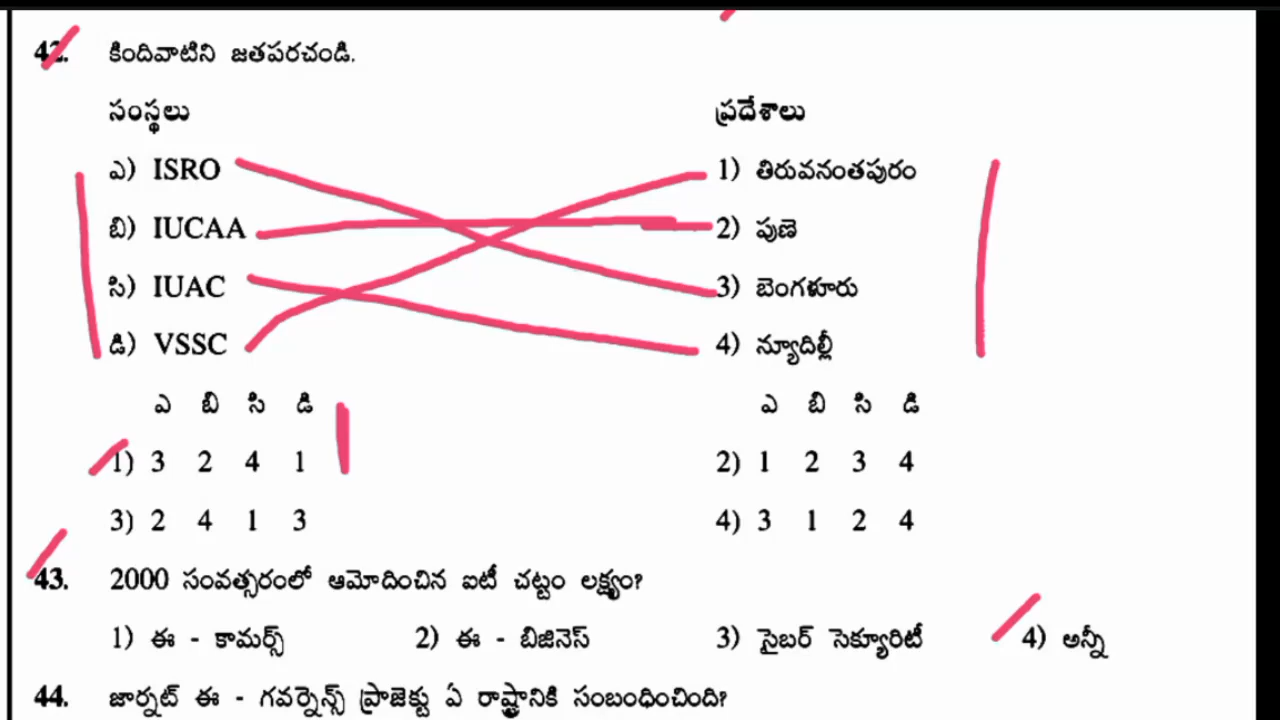 42. కిందివాటిని జతపరచండి.
సంస్థలు ప్రదేశాలు
ఎ) ISRO 1) తిరువనంతపురం
బి) IUCAA 2) పుణె
సి) IUAC 3) బెంగళూరు
డి) VSSC 4) న్యూదిల్లీ
ఎ బి సి డి ఎ బి సి డి
1) 3 2 4 1 2) 1 2 3 4
3) 2 4 1 3 4) 3 1 2 4
43. 2000 సంవత్సరంలో ఆమోదించిన ఐటీ చట్టం లక్ష్యం?
1) ఈ - కామర్స్ 2) ఈ - బిజినెస్ 3) సైబర్ సెక్యూరిటీ 4) అన్నీ
44. జార్నట్ ఈ - గవర్నెన్స్ ప్రాజెక్టు ఏ రాష్ట్రానికి సంబంధించింది?